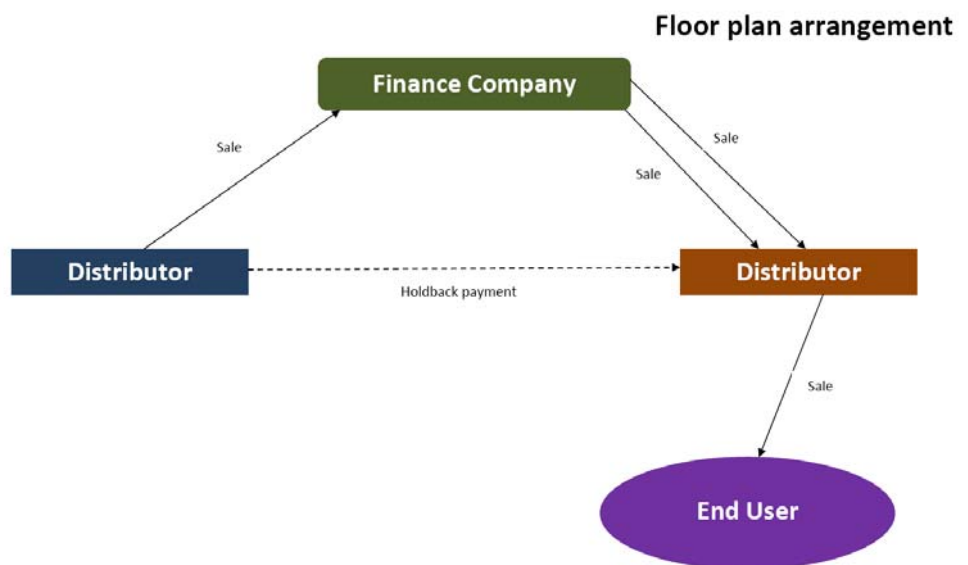 Floor plan arrangement
Finance Company
Sale
Sale
Sale
Distributor
Distributor
Holdback payment
Sale
End User